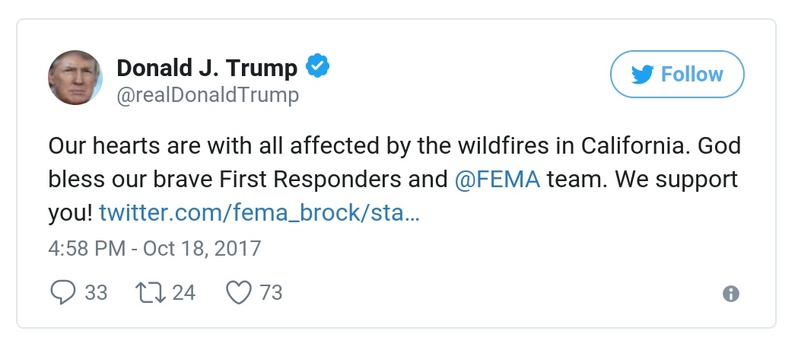 Donald J. Trump
@realDonaldTrump
Follow
Our hearts are with all affected by the wildfires in California. God
bless our brave First Responders and @FEMA team. We support
you! twitter.com/fema_brock/sta…
4:58 PM - Oct 18, 2017
33 24 73